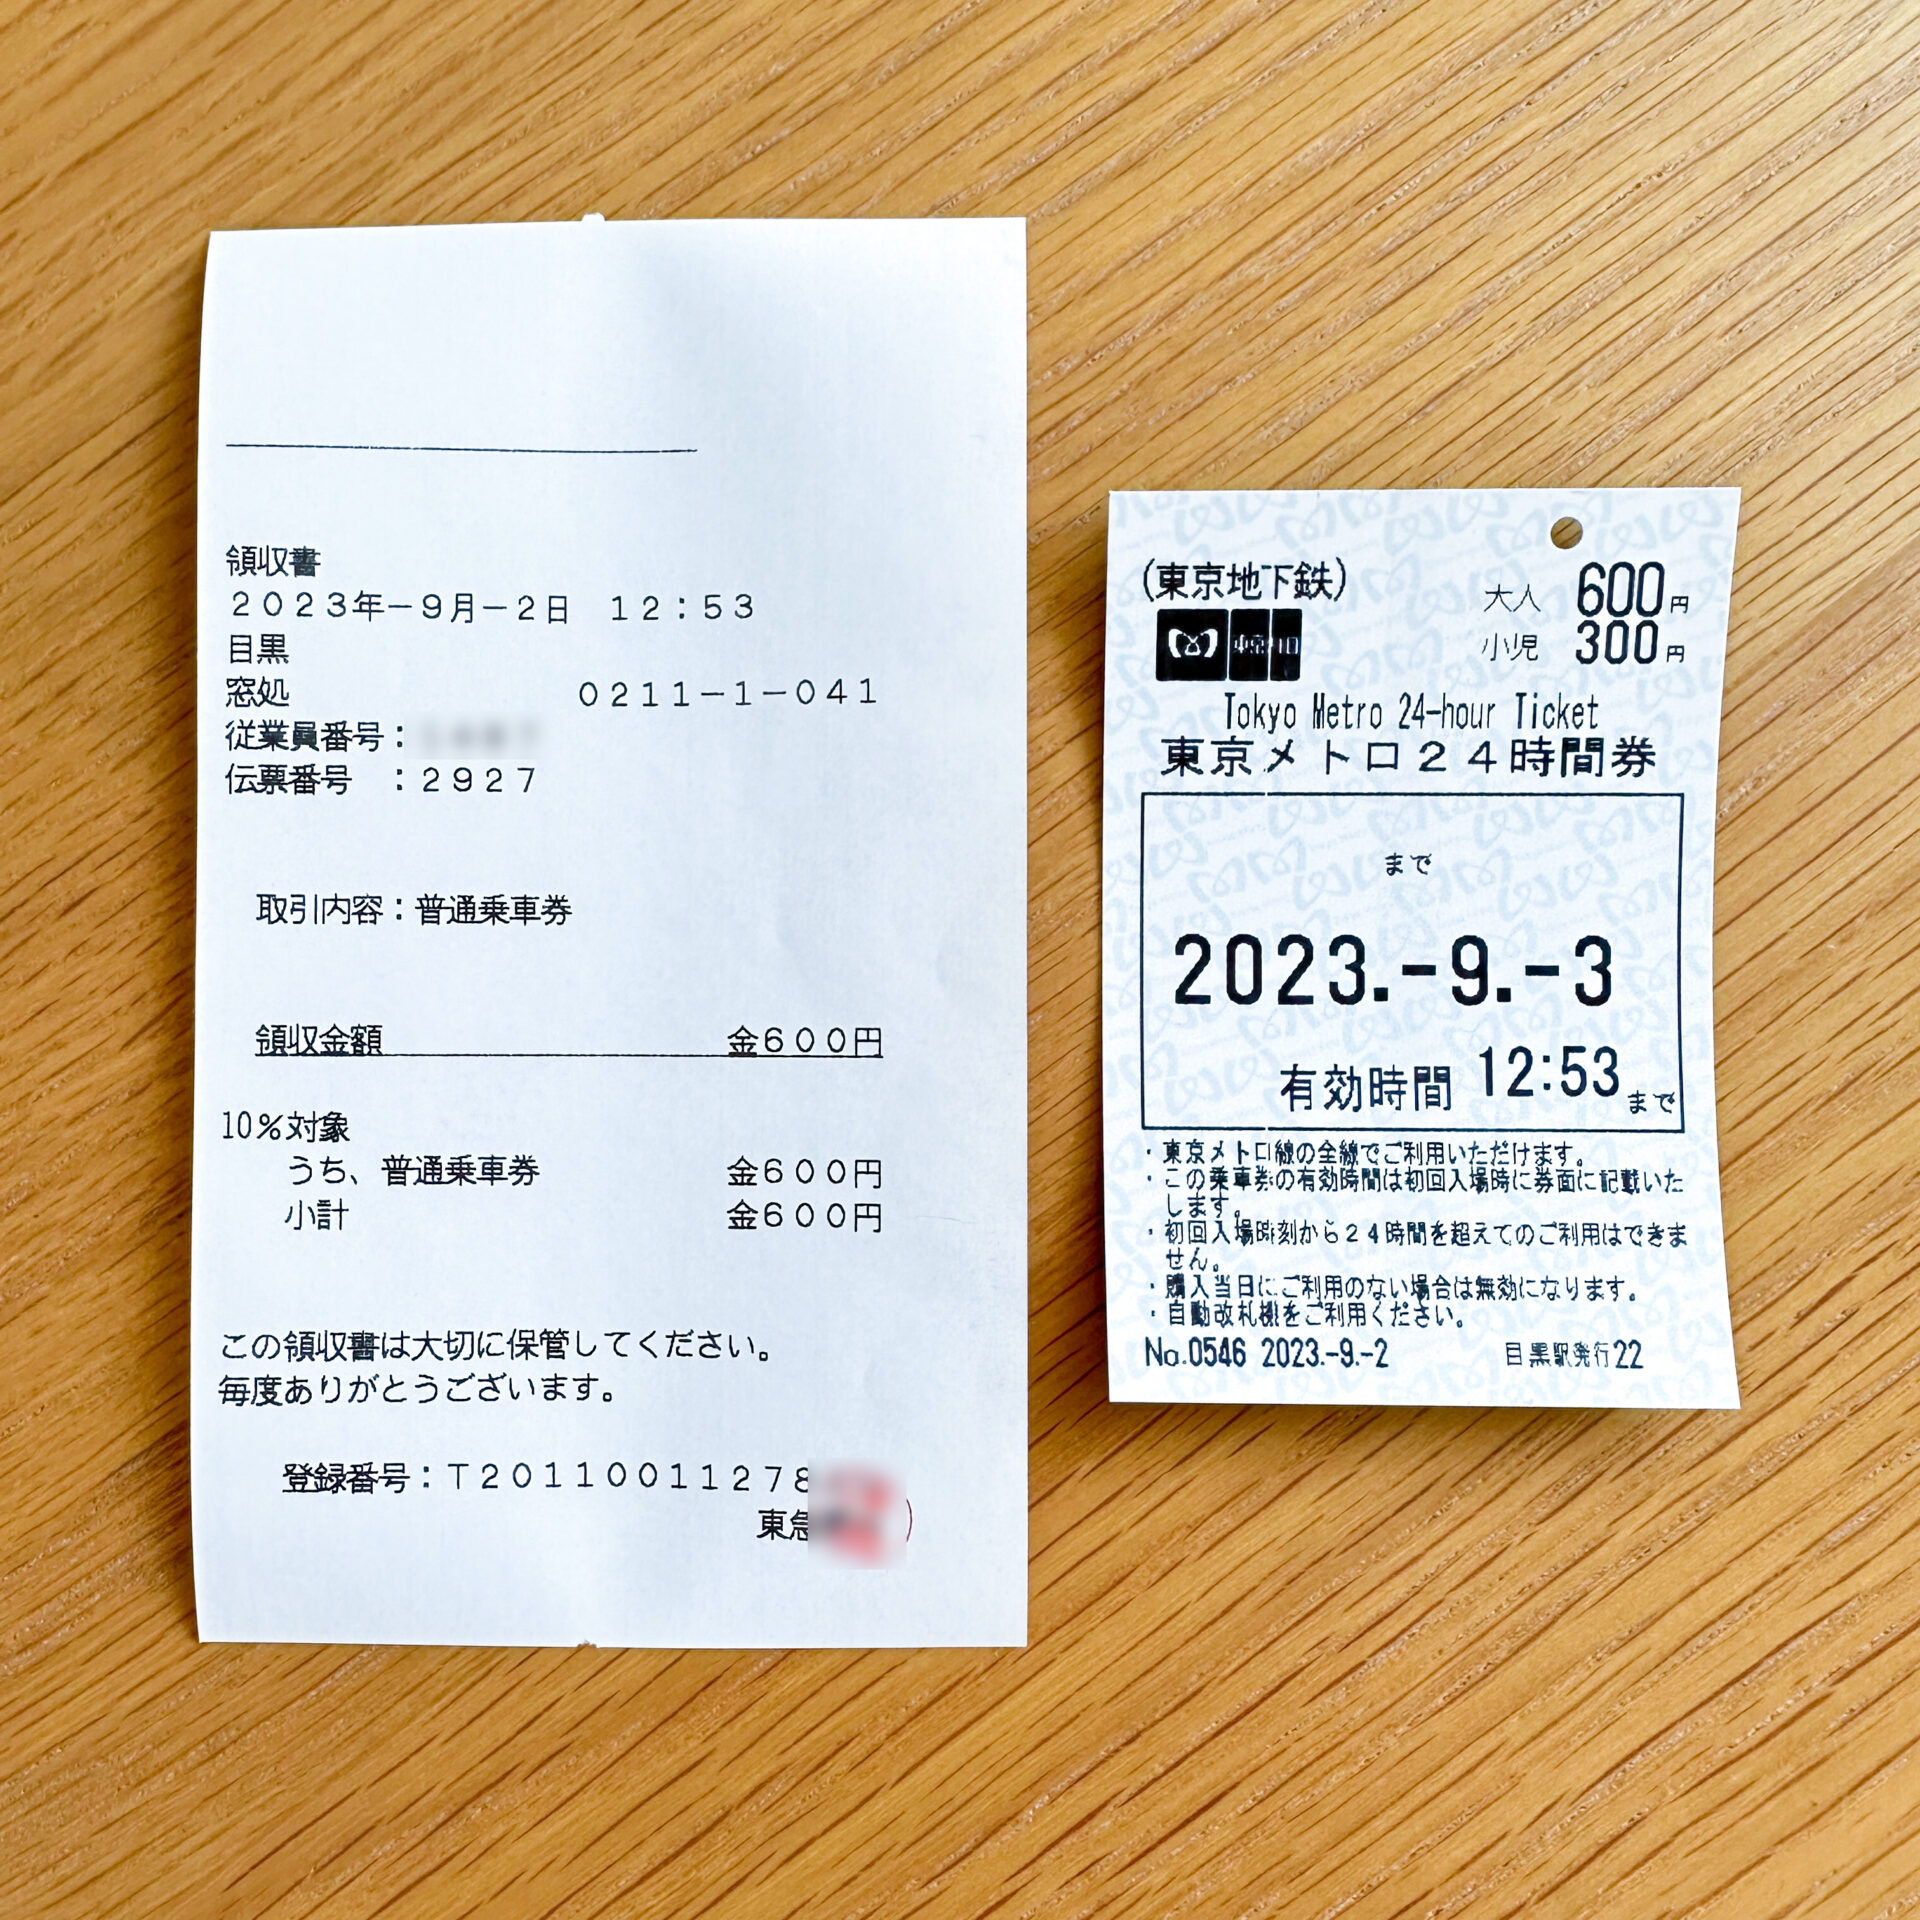 領収書
2023年-9月-2日 12:53
目黒
窓処 0211-1-041
従業員番号:
伝票番号 :2927
取引内容:普通乗車券
領収金額 金600円
10%対象
うち、普通乗車券 金600円
小計 金600円
この領収書は大切に保管してください。
毎度ありがとうございます。
登録番号:T20110011278
東急
(東京地下鉄)
大人 600円
小児 300円
Tokyo Metro 24-hour Ticket
東京メトロ24時間券
まで
2023.-9.-3
有効時間 12:53まで
・東京メトロ線の全線でご利用いただけます。
・この乗車券の有効時間は初回入場時に券面に記載いた
します。
・初回入場時刻から24時間を超えてのご利用はできま
せん。
・購入当日にご利用のない場合は無効になります。
・自動改札機をご利用ください。
No.0546 2023.-9.-2 目黒駅発行22